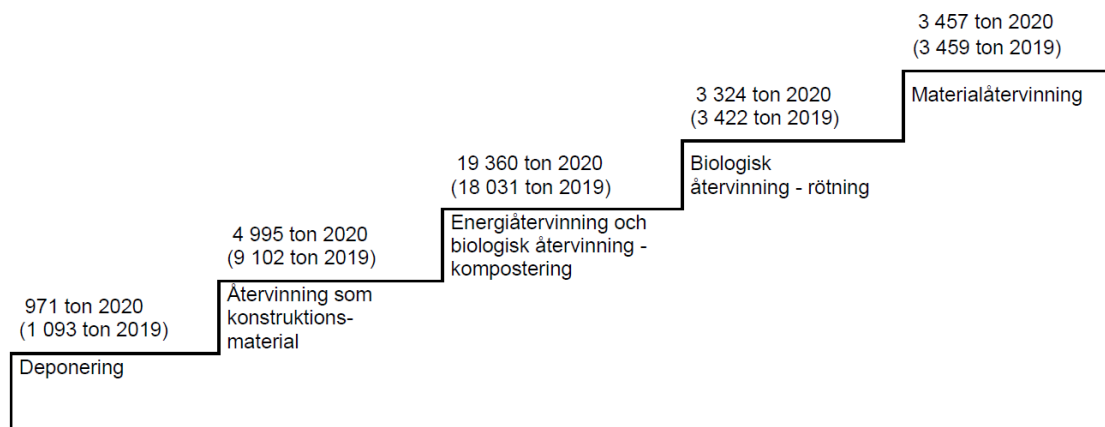 971 ton 2020
(1 093 ton 2019)
Deponering
4 995 ton 2020
(9 102 ton 2019)
Återvinning som
konstruktions-
material
19 360 ton 2020
(18 031 ton 2019)
Energiåtervinning och
biologisk återvinning -
kompostering
3 324 ton 2020
(3 422 ton 2019)
Biologisk
återvinning - rötning
3 457 ton 2020
(3 459 ton 2019)
Materialåtervinning